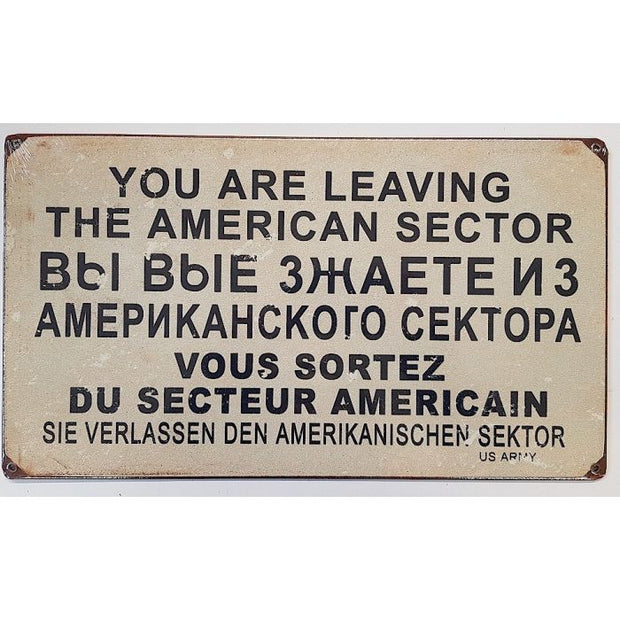 YOU ARE LEAVING
THE AMERICAN SECTOR
ВЫ ВЫЕ ЗЖАЕТЕ ИЗ
АМЕРИКАНСКОГО СЕКТОРА
VOUS SORTEZ
DU SECTEUR AMERICAIN
SIE VERLASSEN DEN AMERIKANISCHEN SEKTOR
US ARMY